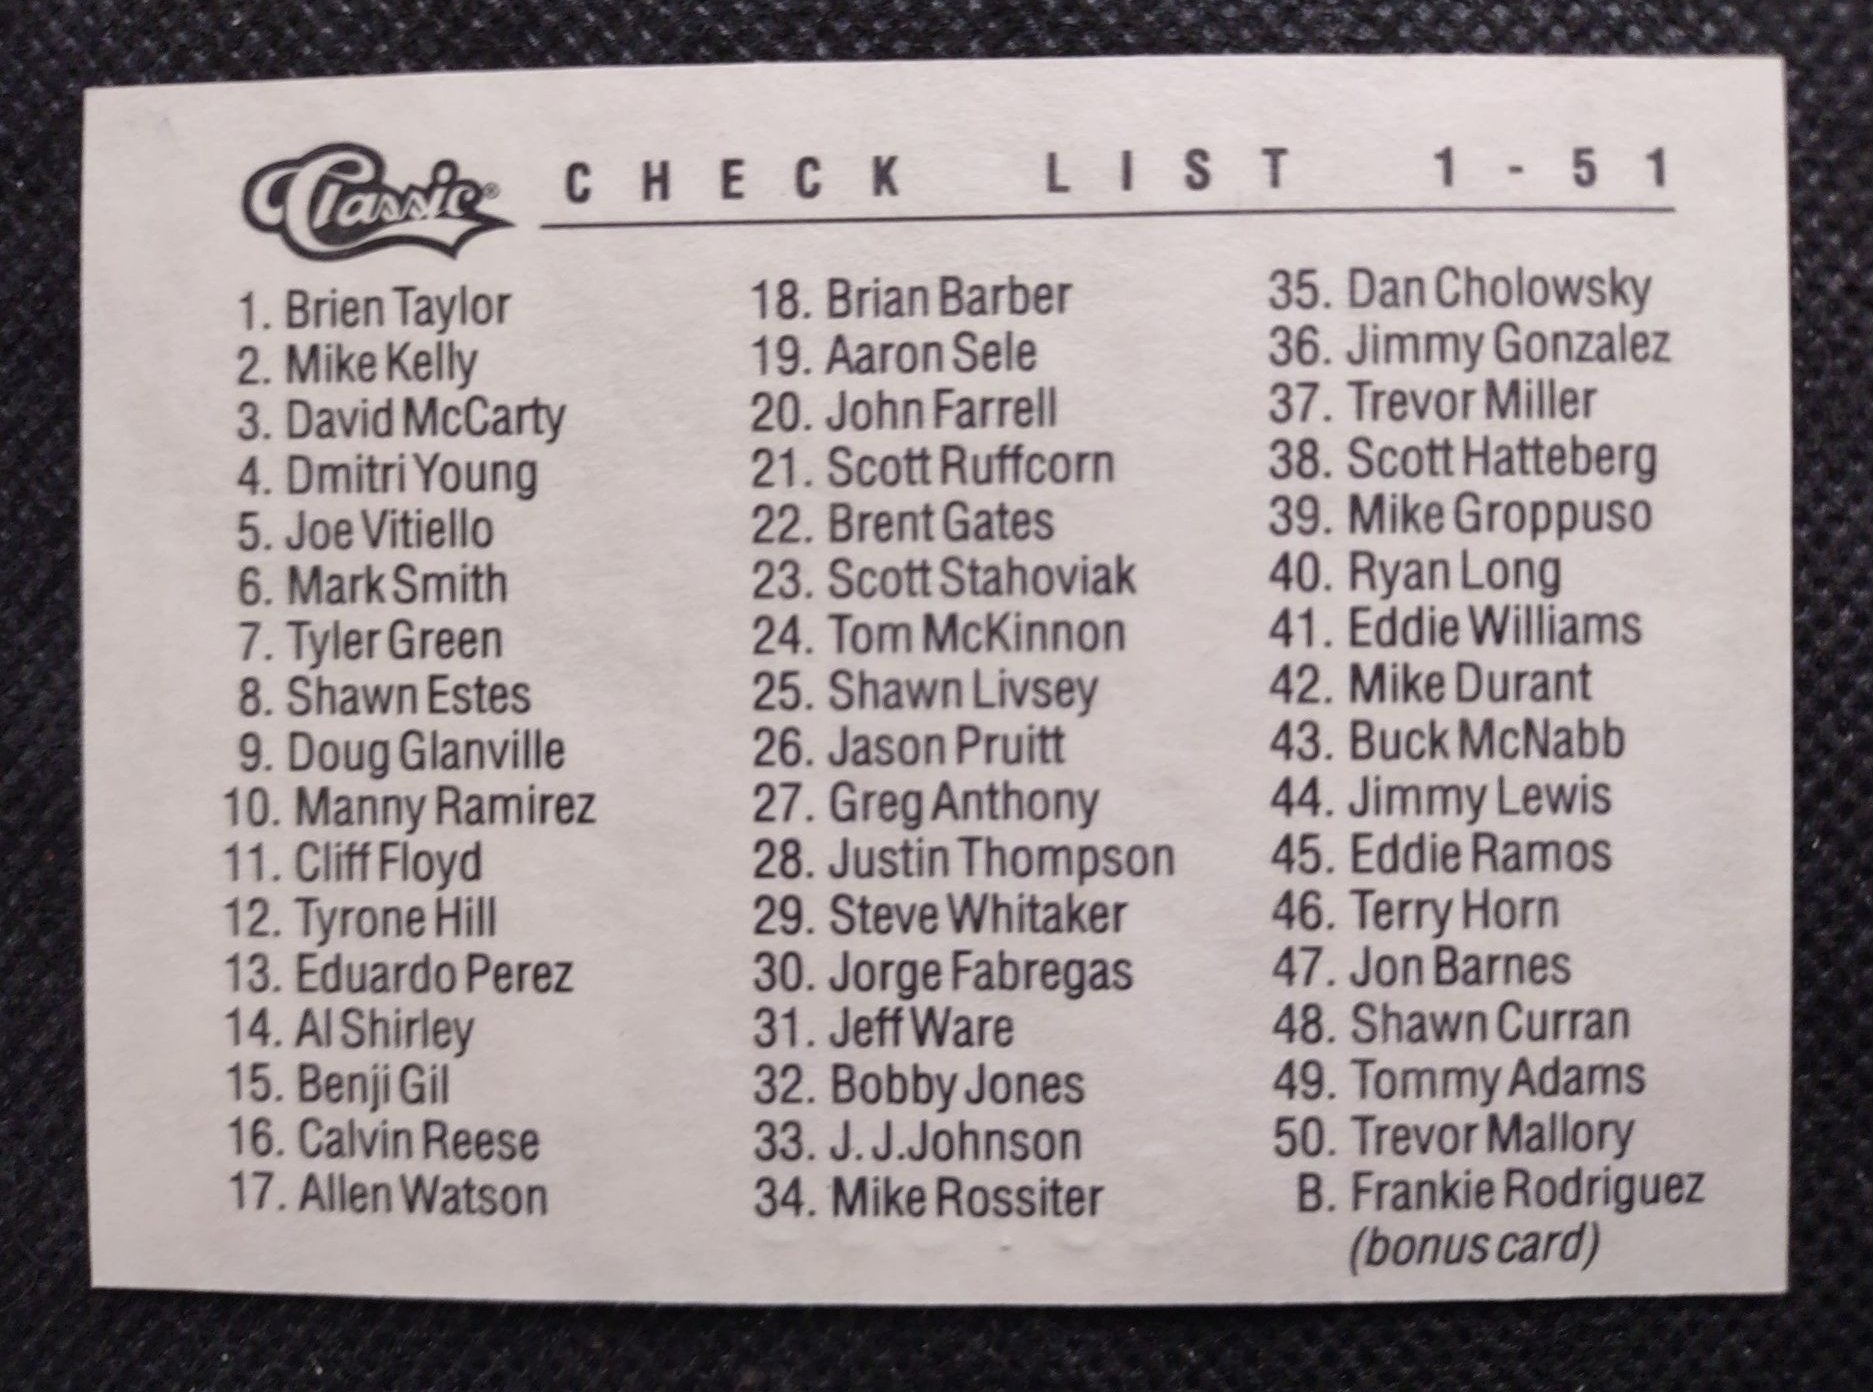 Classic® CHECK LIST 1-51
1. Brien Taylor
2. Mike Kelly
3. David McCarty
4. Dmitri Young
5. Joe Vitiello
6. Mark Smith
7. Tyler Green
8. Shawn Estes
9. Doug Glanville
10. Manny Ramirez
11. Cliff Floyd
12. Tyrone Hill
13. Eduardo Perez
14. Al Shirley
15. Benji Gil
16. Calvin Reese
17. Allen Watson
18. Brian Barber
19. Aaron Sele
20. John Farrell
21. Scott Ruffcorn
22. Brent Gates
23. Scott Stahoviak
24. Tom McKinnon
25. Shawn Livsey
26. Jason Pruitt
27. Greg Anthony
28. Justin Thompson
29. Steve Whitaker
30. Jorge Fabregas
31. Jeff Ware
32. Bobby Jones
33. J.J. Johnson
34. Mike Rossiter
35. Dan Cholowsky
36. Jimmy Gonzalez
37. Trevor Miller
38. Scott Hatteberg
39. Mike Groppuso
40. Ryan Long
41. Eddie Williams
42. Mike Durant
43. Buck McNabb
44. Jimmy Lewis
45. Eddie Ramos
46. Terry Horn
47. Jon Barnes
48. Shawn Curran
49. Tommy Adams
50. Trevor Mallory
B. Frankie Rodriguez
(bonus card)